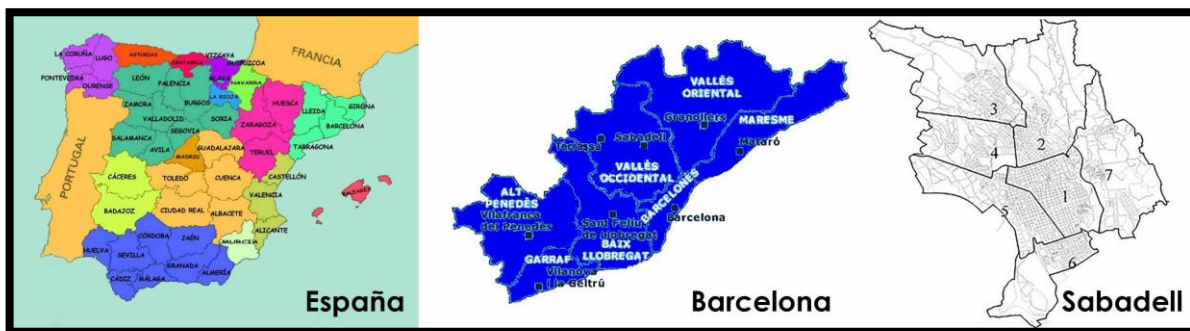 FRANCIA
PORTUGAL
LA CORUÑA
LUGO
PONTEVEDRA
OURENSE
ASTURIAS
CANTABRIA
VIZCAYA
GUIPUZCOA
ALAVA
NAVARRA
LA RIOZA
LEÓN
PALENCIA
BURGOS
ZAMORA
VALLADOLID
SORIA
SEGOVIA
SALAMANCA
AVILA
HUESCA
ZARAGOZA
TERUEL
LLEIDA
GIRONA
BARCELONA
TARRAGONA
MADRID
GUADALAZARA
CASTELLÓN
CÁCERES
TOLEDO
CUENCA
VALENCIA
BALEARES
BADAJOZ
CIUDAD REAL
ALBACETE
ALICANTE
MURCIA
HUELVA
SEVILLA
CÓRDOBA
JAÉN
GRANADA
ALMERÍA
CÁDIZ
MÁLAGA
España
VALLÈS
ORIENTAL
Granollers
MARESME
Mataró
Terrassa
Sabadell
VALLÈS
OCCIDENTAL
BARCELONÈS
Barcelona
ALT
PENEDÈS
Vilafranca
del Penedès
Sant Feliu
de Llobregat
BAIX
LLOBREGAT
GARRAF
Vilanova
i la Geltrú
Barcelona
3
2
4
7
1
5
6
Sabadell